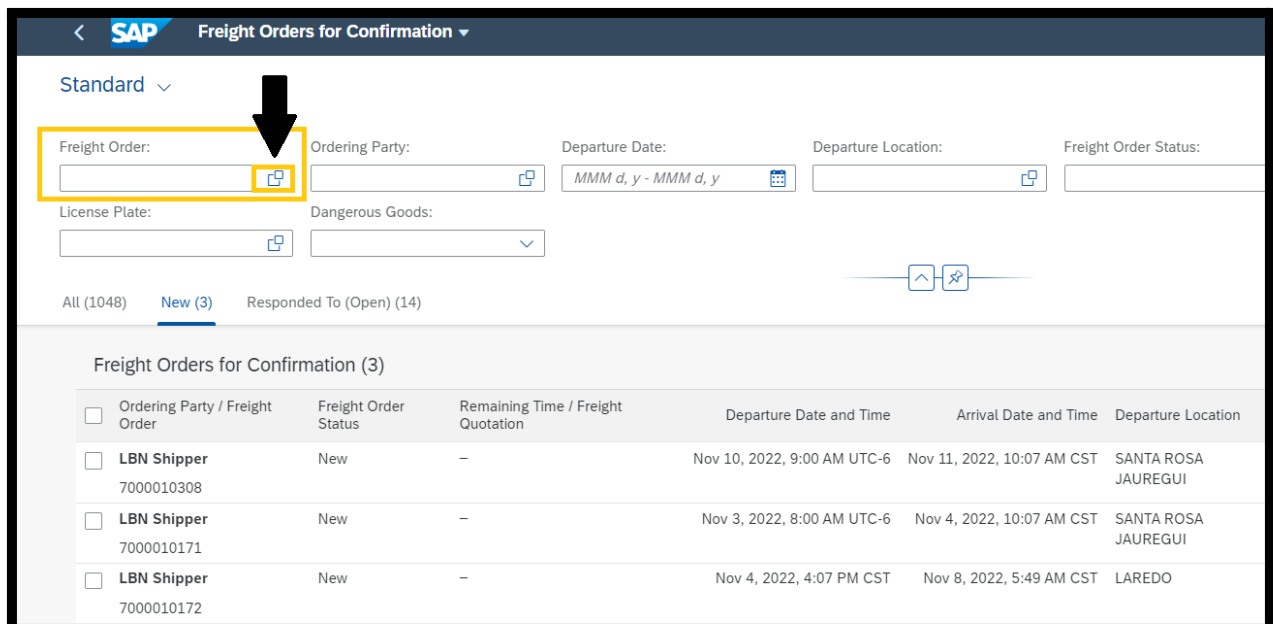 SAP Freight Orders for Confirmation
Standard
Freight Order: Ordering Party: Departure Date: Departure Location: Freight Order Status:
MMM d, y - MMM d, y
License Plate: Dangerous Goods:
All (1048) New (3) Responded To (Open) (14)
Freight Orders for Confirmation (3)
Ordering Party / Freight Order Freight Order Status Remaining Time / Freight Quotation Departure Date and Time Arrival Date and Time Departure Location
LBN Shipper New – Nov 10, 2022, 9:00 AM UTC-6 Nov 11, 2022, 10:07 AM CST SANTA ROSA JAUREGUI
7000010308
LBN Shipper New – Nov 3, 2022, 8:00 AM UTC-6 Nov 4, 2022, 10:07 AM CST SANTA ROSA JAUREGUI
7000010171
LBN Shipper New – Nov 4, 2022, 4:07 PM CST Nov 8, 2022, 5:49 AM CST LAREDO
7000010172